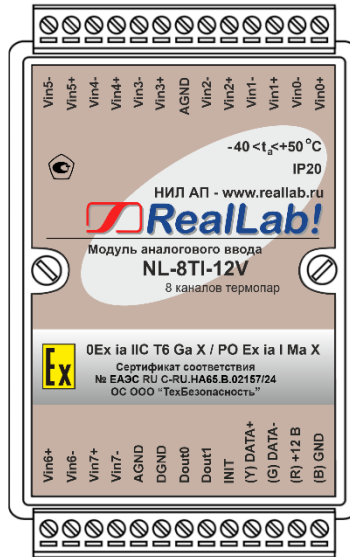 Vin5-
Vin5+
Vin4-
Vin4+
Vin3-
Vin3+
AGND
Vin2-
Vin2+
Vin1-
Vin1+
Vin0-
Vin0+
-40<ta<+50°C
IP20
НИЛ АП - www.reallab.ru
RealLab!
Модуль аналогового ввода
NL-8TI-12V
8 каналов термопар
Ex
0Ex ia IIC T6 Ga X / PO Ex ia I Ma X
Сертификат соответствия
№ ЕАЭС RU C-RU.HA65.B.02157/24
ОС ООО "ТехБезопасность"
Vin6+
Vin6-
Vin7+
Vin7-
AGND
DGND
Dout0
Dout1
INIT
(Y) DATA+
(G) DATA-
(R) +12 В
(B) GND